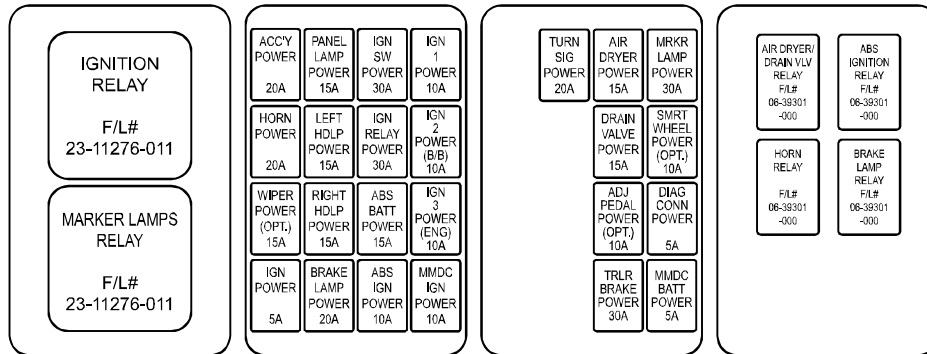 IGNITION
RELAY
F/L#
23-11276-011
MARKER LAMPS
RELAY
F/L#
23-11276-011
ACC'Y
POWER
20A
PANEL
LAMP
POWER
15A
IGN
SW
POWER
30A
IGN
1
POWER
10A
HORN
POWER
20A
LEFT
HDLP
POWER
15A
IGN
RELAY
POWER
30A
IGN
2
POWER
(B/B)
10A
WIPER
POWER
(OPT.)
15A
RIGHT
HDLP
POWER
15A
ABS
BATT
POWER
15A
IGN
3
POWER
(ENG)
10A
IGN
POWER
5A
BRAKE
LAMP
POWER
20A
ABS
IGN
POWER
10A
MMDC
IGN
POWER
10A
TURN
SIG
POWER
20A
AIR
DRYER
POWER
15A
MRKR
LAMP
POWER
30A
DRAIN
VALVE
POWER
15A
SMRT
WHEEL
POWER
(OPT.)
10A
ADJ
PEDAL
POWER
(OPT.)
10A
DIAG
CONN
POWER
5A
TRLR
BRAKE
POWER
30A
MMDC
BATT
POWER
5A
AIR DRYER/
DRAIN VLV
RELAY
F/L#
06-39301
-000
ABS
IGNITION
RELAY
F/L#
06-39301
-000
HORN
RELAY
F/L#
06-39301
-000
BRAKE
LAMP
RELAY
F/L#
06-39301
-000